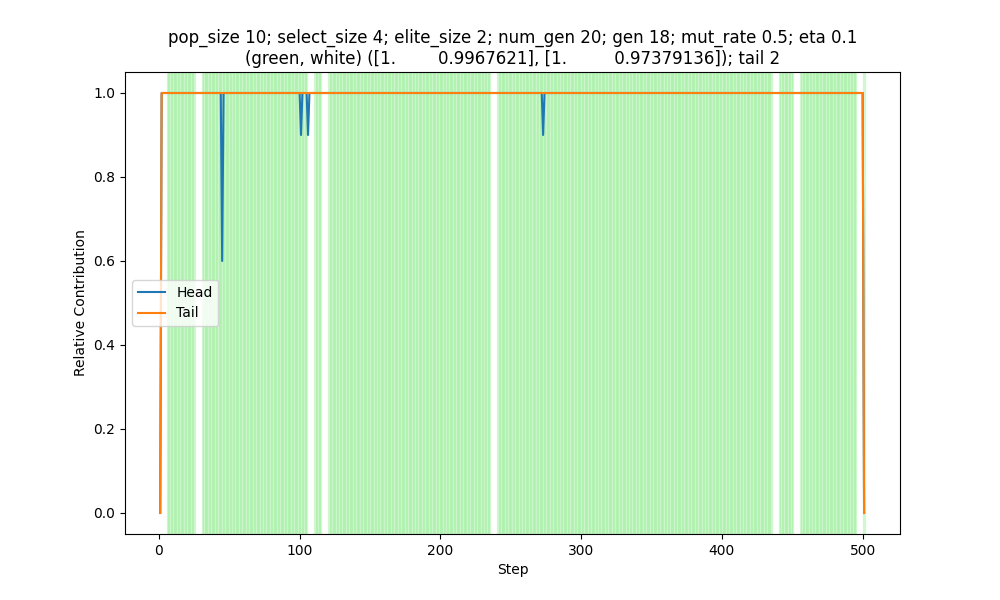 pop_size 10; select_size 4; elite_size 2; num_gen 20; gen 18; mut_rate 0.5; eta 0.1
(green, white) ([1.         0.9967621], [1.          0.97379136]); tail 2
1.0
0.8
0.6
0.4
0.2
0.0
Relative Contribution
Head
Tail
0 100 200 300 400 500
Step